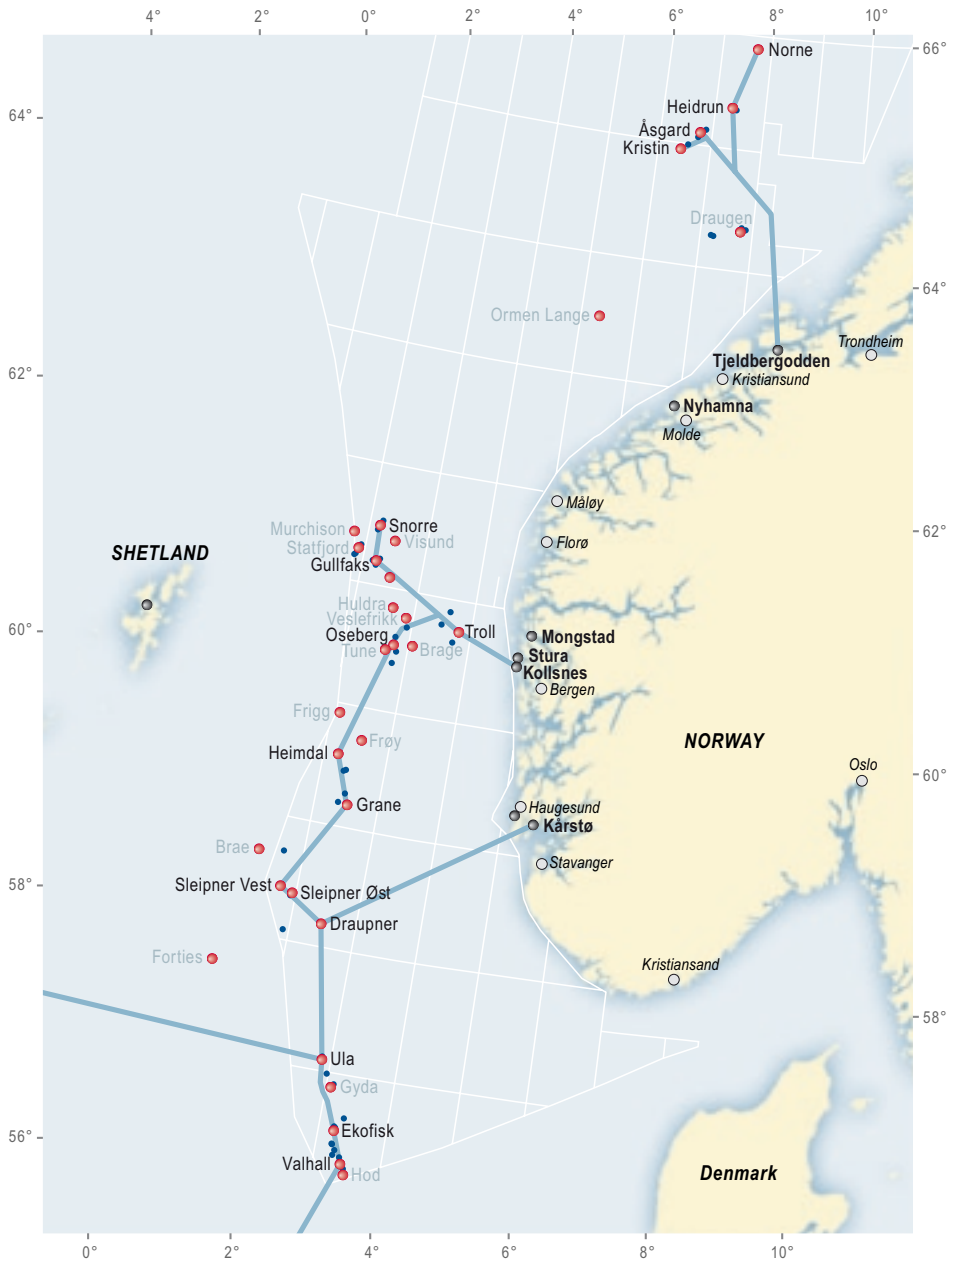 4° 2° 0° 2° 4° 6° 8° 10°
66°
Norne
Heidrun
64°
Åsgard
Kristin
Draugen
64°
Ormen Lange
Trondheim
Tjeldbergodden
62°
Kristiansund
Nyhamna
Molde
Måløy
Snorre
Murchison
62°
Visund
Statfjord
Florø
SHETLAND
Gullfaks
Huldra
Veslefrikk
60°
Troll
Oseberg
Mongstad
Tune
Brage
Stura
Kollsnes
Bergen
Frigg
Frøy
NORWAY
Heimdal
Oslo
60°
Grane
Haugesund
Kårstø
Brae
Stavanger
58°
Sleipner Vest
Sleipner Øst
Draupner
Forties
Kristiansand
58°
Ula
Gyda
56°
Ekofisk
Valhall
Hod
Denmark
0° 2° 4° 6° 8° 10°